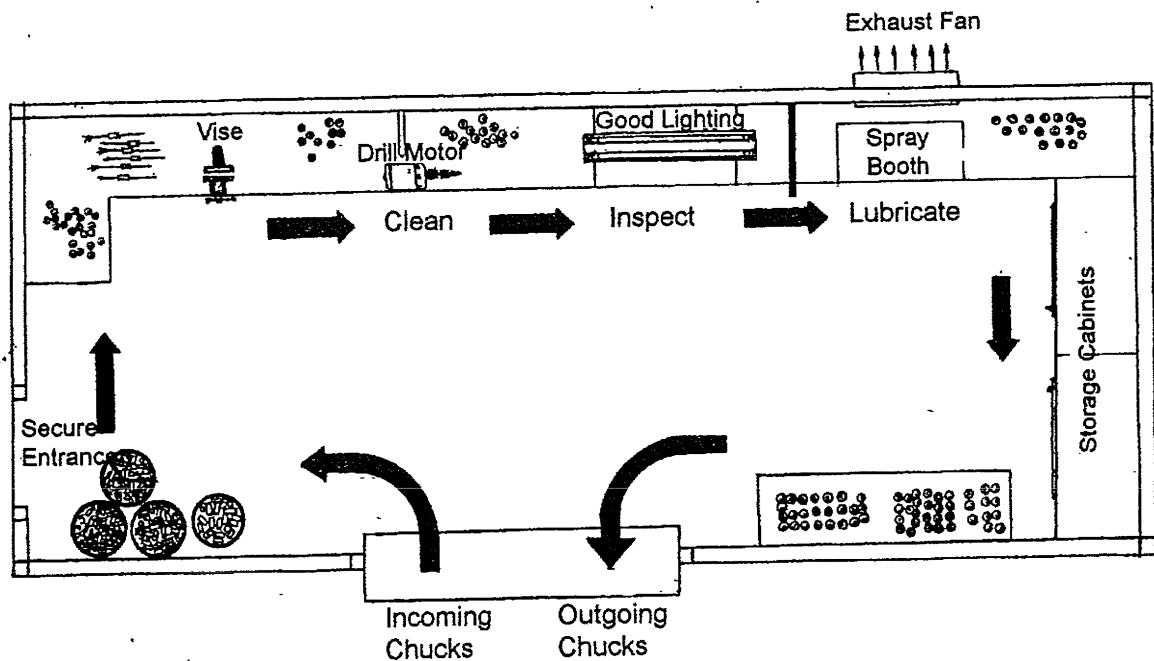 Exhaust Fan
Vise
Good Lighting
Drill Motor
Spray
Booth
Clean
Inspect
Lubricate
Storage Cabinets
Secure
Entrance
Incoming
Chucks
Outgoing
Chucks